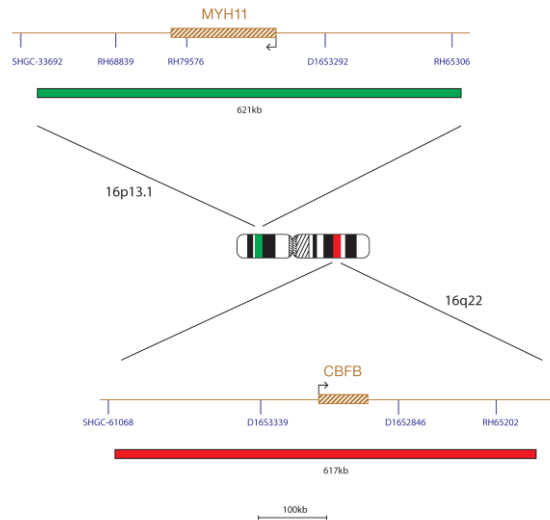 MYH11
SHGC-33692 RH68839 RH79576 D16S3292 RH65306
621kb
16p13.1
16q22
CBFB
SHGC-61068 D16S3339 D16S2846 RH65202
617kb
100kb